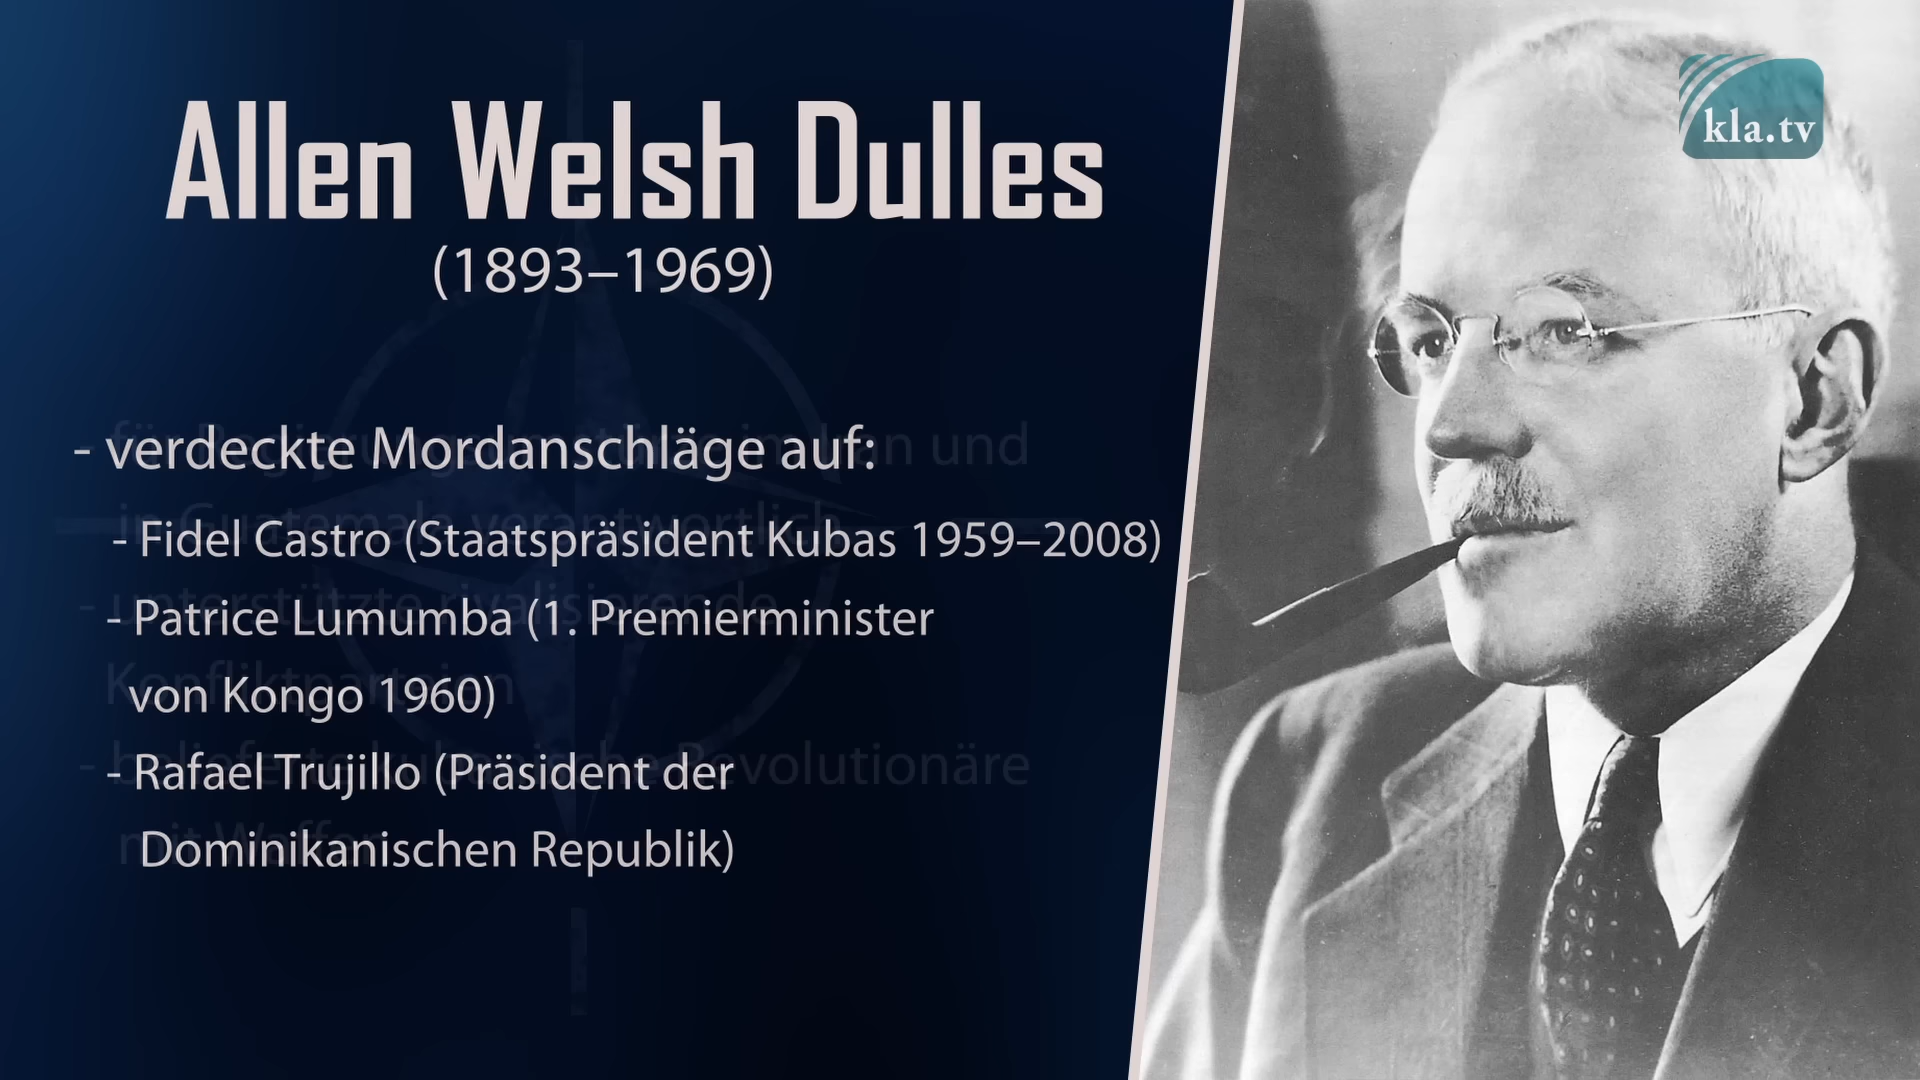 Allen Welsh Dulles
(1893–1969)
- verdeckte Mordanschläge auf:
- Fidel Castro (Staatspräsident Kubas 1959–2008)
- Patrice Lumumba (1. Premierminister
von Kongo 1960)
- Rafael Trujillo (Präsident der
Dominikanischen Republik)
kla.tv